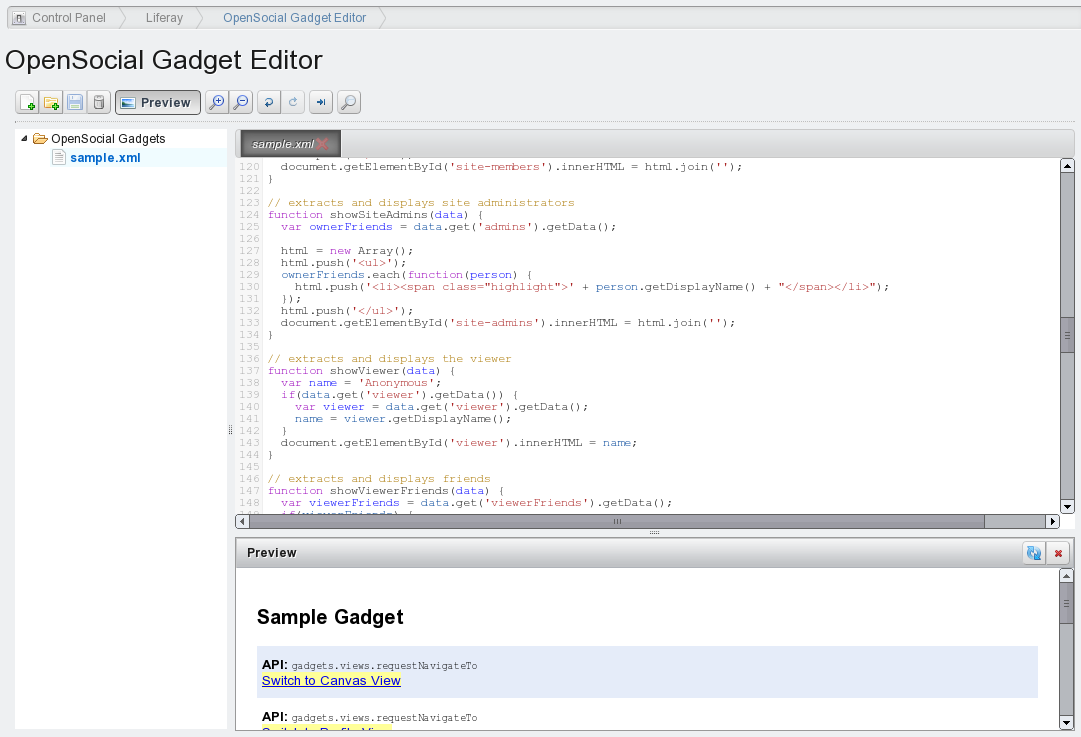 Control Panel Liferay OpenSocial Gadget Editor
OpenSocial Gadget Editor
Preview
OpenSocial Gadgets
sample.xml
sample.xml
120 document.getElementById('site-members').innerHTML = html.join('');
121 }
122
123 // extracts and displays site administrators
124 function showSiteAdmins(data) {
125 var ownerFriends = data.get('admins').getData();
126
127 html = new Array();
128 html.push('<ul>');
129 ownerFriends.each(function(person) {
130 html.push('<li><span class="highlight">' + person.getDisplayName() + "</span></li>");
131 });
132 html.push('</ul>');
133 document.getElementById('site-admins').innerHTML = html.join('');
134 }
135
136 // extracts and displays the viewer
137 function showViewer(data) {
138 var name = 'Anonymous';
139 if(data.get('viewer').getData()) {
140 var viewer = data.get('viewer').getData();
141 name = viewer.getDisplayName();
142 }
143 document.getElementById('viewer').innerHTML = name;
144 }
145
146 // extracts and displays friends
147 function showViewerFriends(data) {
148 var viewerFriends = data.get('viewerFriends').getData();
149 if(viewerFriends) {
Preview
Sample Gadget
API: gadgets.views.requestNavigateTo
Switch to Canvas View
API: gadgets.views.requestNavigateTo
Switch to Profile View